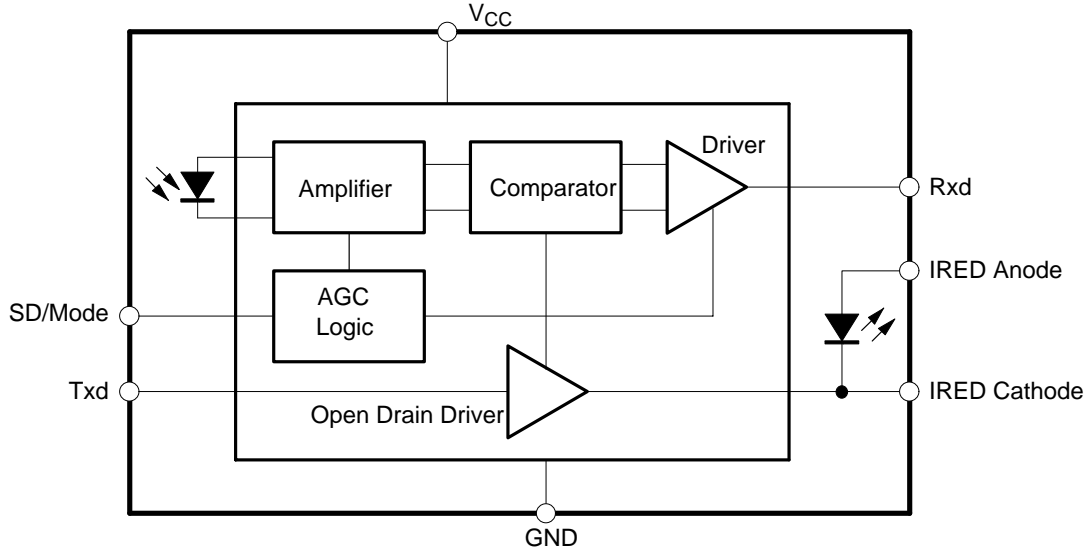 VCC
Driver
Amplifier
Comparator
Rxd
IRED Anode
SD/Mode
AGC
Logic
Txd
Open Drain Driver
IRED Cathode
GND